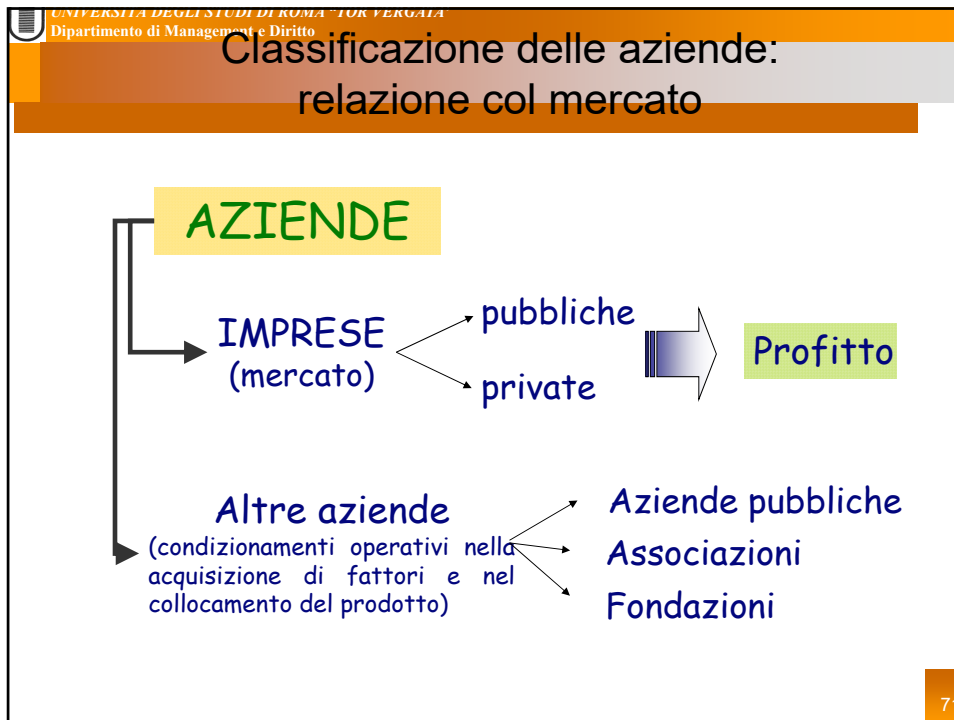 UNIVERSITÀ DEGLI STUDI DI ROMA "TOR VERGATA"
Dipartimento di Management e Diritto
Classificazione delle aziende:
relazione col mercato
AZIENDE
IMPRESE
(mercato)
pubbliche
private
Profitto
Altre aziende
(condizionamenti operativi nella
acquisizione di fattori e nel
collocamento del prodotto)
Aziende pubbliche
Associazioni
Fondazioni